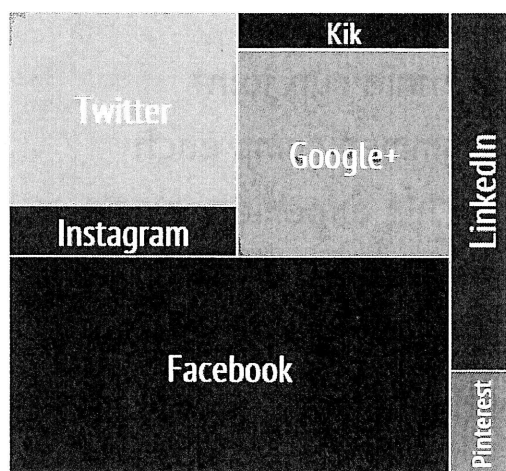 Kik
Twitter
Google+
LinkedIn
Instagram
Facebook
Pinterest